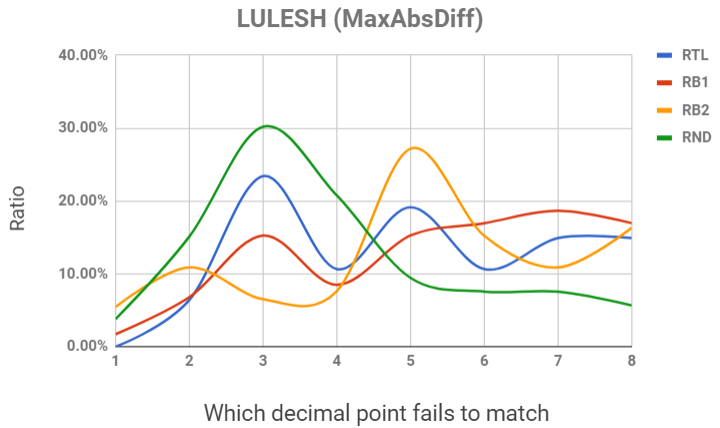 LULESH (MaxAbsDiff)
40.00%
30.00%
20.00%
10.00%
0.00%
Ratio
1 2 3 4 5 6 7 8
Which decimal point fails to match
RTL
RB1
RB2
RND